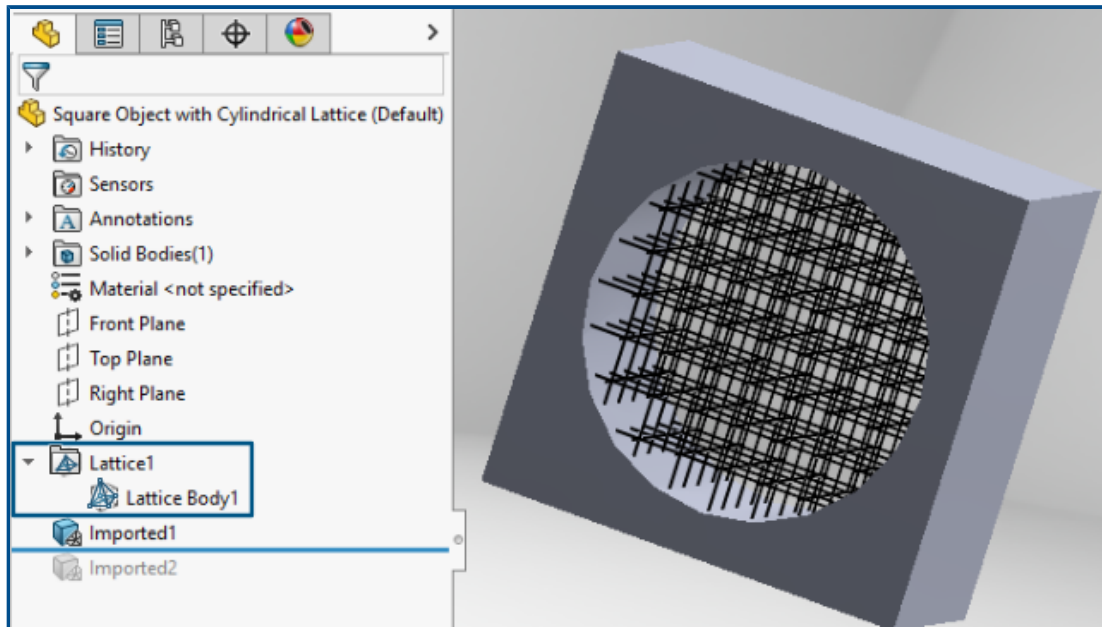 Square Object with Cylindrical Lattice (Default)
History
Sensors
Annotations
Solid Bodies(1)
Material <not specified>
Front Plane
Top Plane
Right Plane
Origin
Lattice1
Lattice Body1
Imported1
Imported2